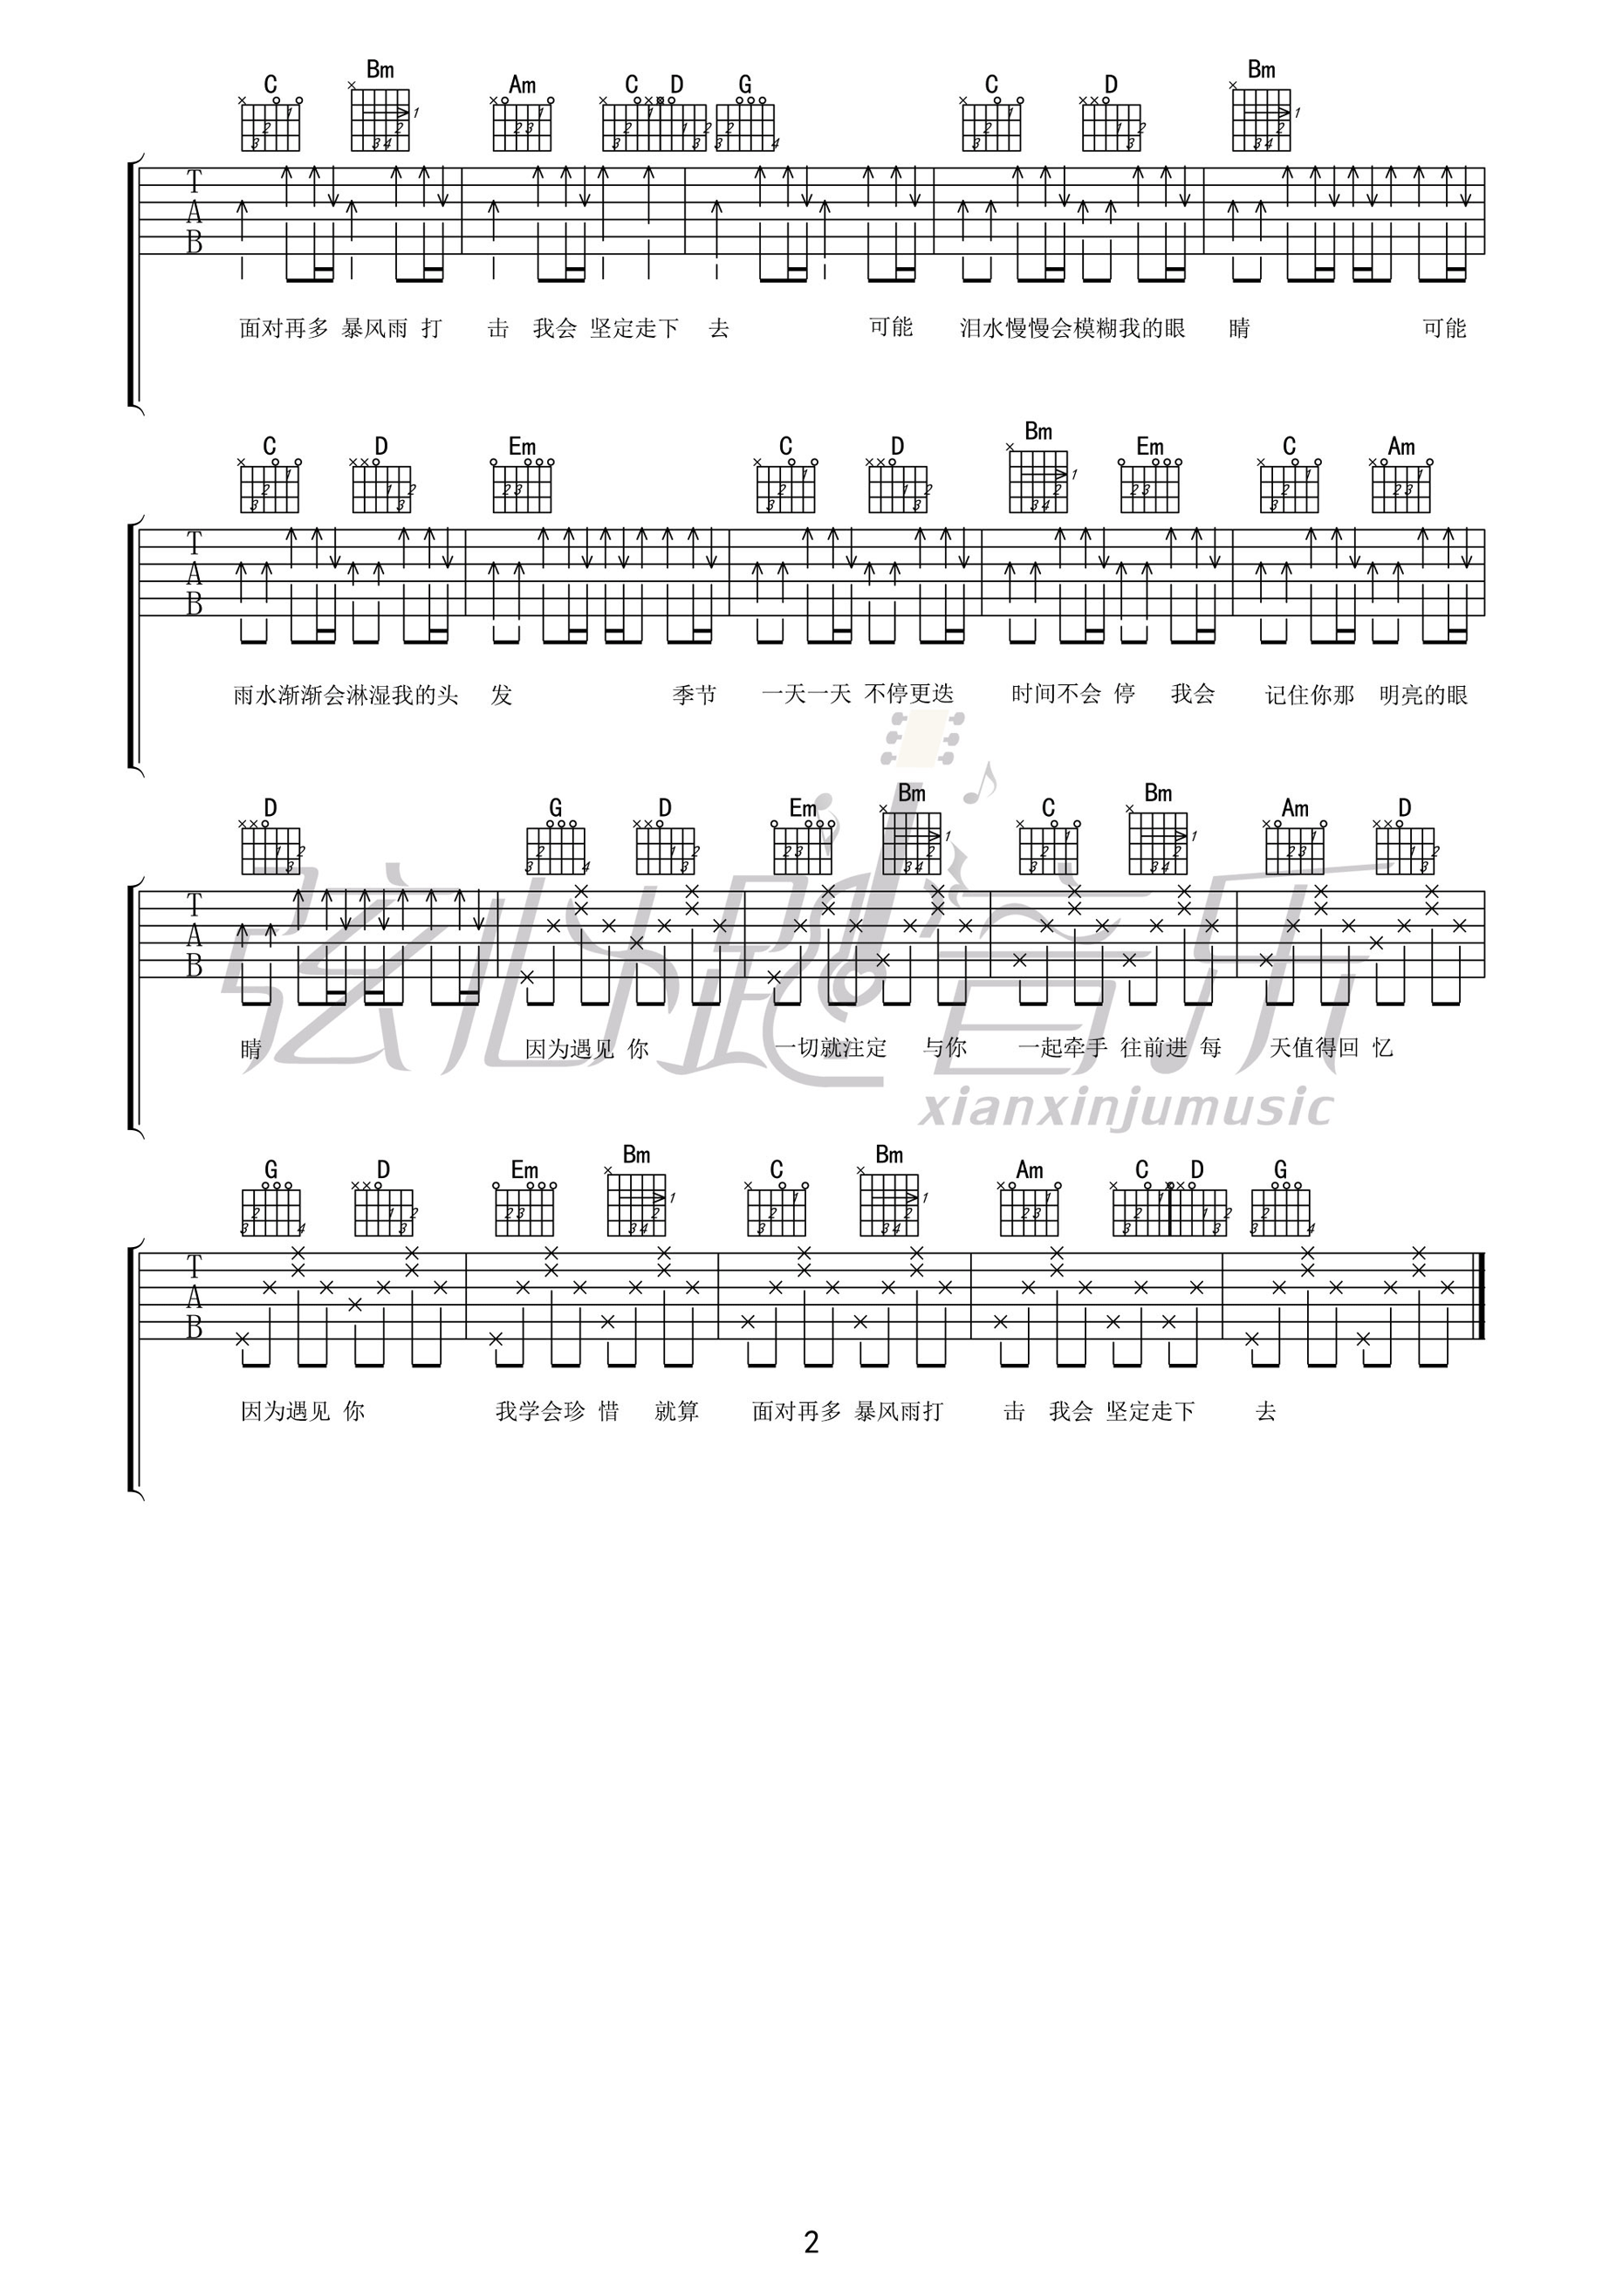 C Bm Am C D G C D Bm
T
A
B
面对再多 暴风雨 打 击 我会 坚定走下 去 可能 泪水慢慢会模糊我的眼 睛 可能
C D Em C D Bm Em C Am
T
A
B
雨水渐渐会淋湿我的头 发 季节 一天一天 不停更迭 时间不会 停 我会 记住你那 明亮的眼
D G D Em Bm C Bm Am D
弦心距音乐
睛 因为遇见 你 一切就注定 与你 一起牵手 往前进 每 天值得回 忆
xianxinjumusic
G D Em Bm C Bm Am C D G
T
A
B
因为遇见 你 我学会珍 惜 就算 面对再多 暴风雨打 击 我会 坚定走下 去
2